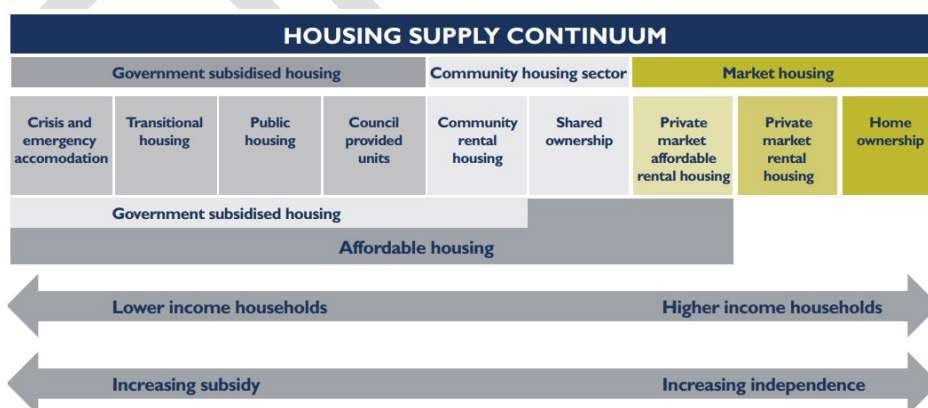 HOUSING SUPPLY CONTINUUM
Government subsidised housing
Community housing sector
Market housing
Crisis and
emergency
accomodation
Transitional
housing
Public
housing
Council
provided
units
Community
rental
housing
Shared
ownership
Private
market
affordable
rental housing
Private
market
rental
housing
Home
ownership
Government subsidised housing
Affordable housing
Lower income households
Higher income households
Increasing subsidy
Increasing independence